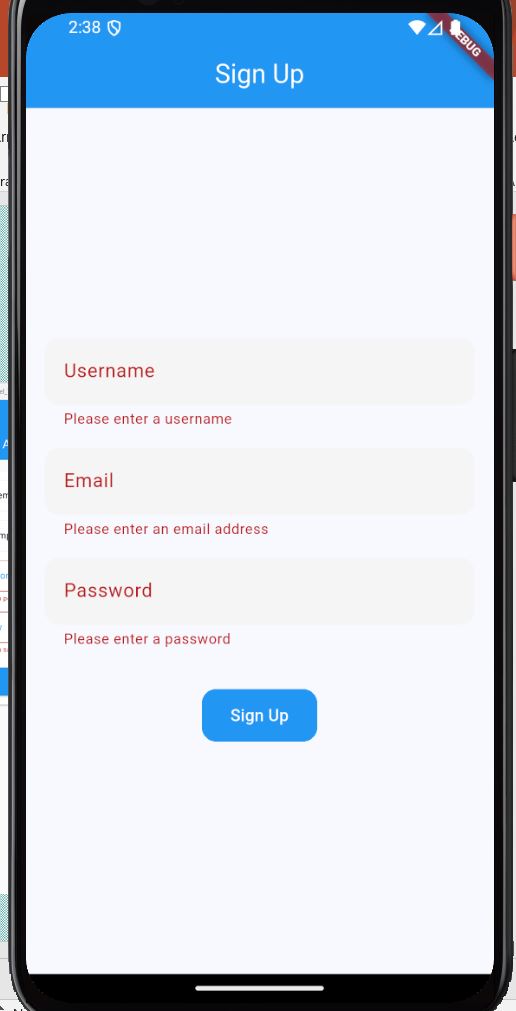 2:38
DEBUG
Sign Up
Username
Please enter a username
Email
Please enter an email address
Password
Please enter a password
Sign Up